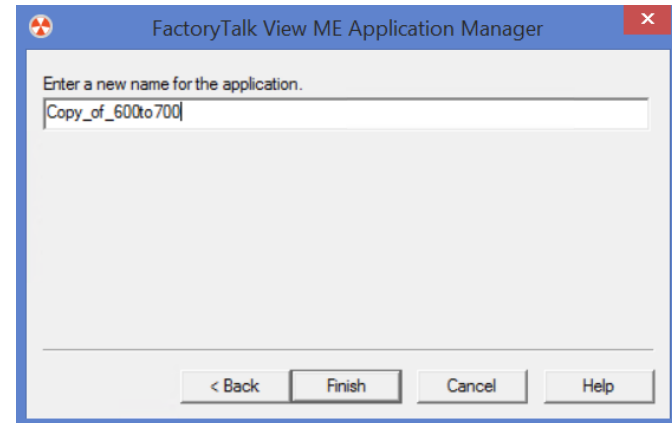 FactoryTalk View ME Application Manager
Enter a new name for the application.
Copy_of_600to700
< Back Finish Cancel Help